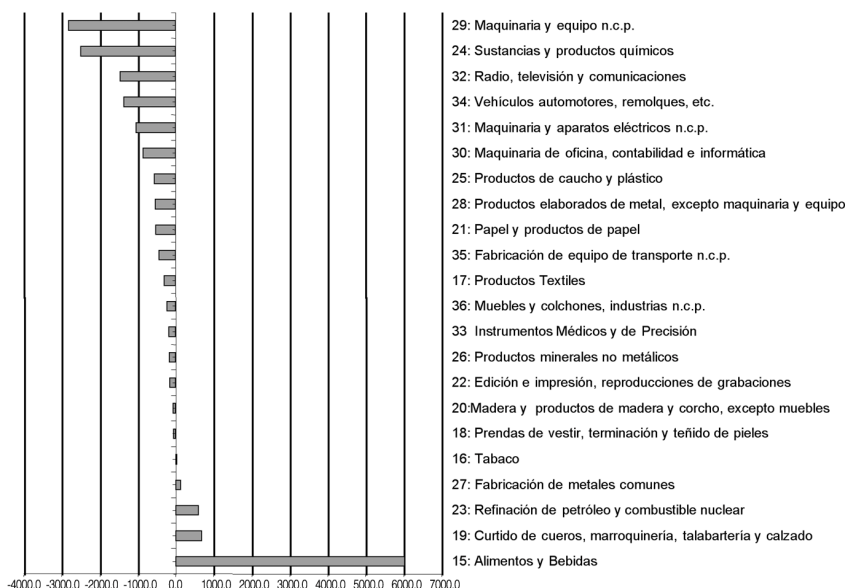 29: Maquinaria y equipo n.c.p.
24: Sustancias y productos químicos
32: Radio, televisión y comunicaciones
34: Vehículos automotores, remolques, etc.
31: Maquinaria y aparatos eléctricos n.c.p.
30: Maquinaria de oficina, contabilidad e informática
25: Productos de caucho y plástico
28: Productos elaborados de metal, excepto maquinaria y equipo
21: Papel y productos de papel
35: Fabricación de equipo de transporte n.c.p.
17: Productos Textiles
36: Muebles y colchones, industrias n.c.p.
33 Instrumentos Médicos y de Precisión
26: Productos minerales no metálicos
22: Edición e impresión, reproducciones de grabaciones
20:Madera y productos de madera y corcho, excepto muebles
18: Prendas de vestir, terminación y teñido de pieles
16: Tabaco
27: Fabricación de metales comunes
23: Refinación de petróleo y combustible nuclear
19: Curtido de cueros, marroquinería, talabartería y calzado
15: Alimentos y Bebidas
-4000.0 -3000.0 -2000.0 -1000.0 0.0 1000.0 2000.0 3000.0 4000.0 5000.0 6000.0 7000.0